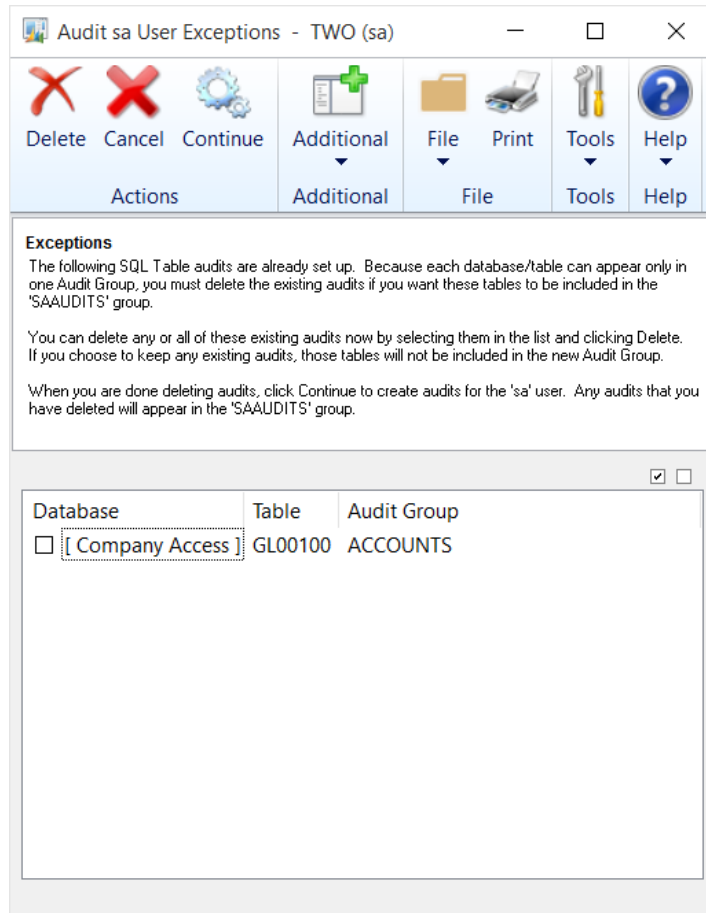 Audit sa User Exceptions - TWO (sa)
Delete Cancel Continue Additional File Print Tools Help
Actions Additional File Tools Help
Exceptions
The following SQL Table audits are already set up. Because each database/table can appear only in
one Audit Group, you must delete the existing audits if you want these tables to be included in the
'SAAUDITS' group.
You can delete any or all of these existing audits now by selecting them in the list and clicking Delete.
If you choose to keep any existing audits, those tables will not be included in the new Audit Group.
When you are done deleting audits, click Continue to create audits for the 'sa' user. Any audits that you
have deleted will appear in the 'SAAUDITS' group.
Database Table Audit Group
[ Company Access ] GL00100 ACCOUNTS